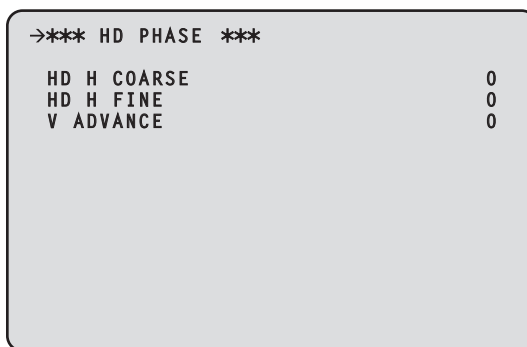 →*** HD PHASE ***
HD H COARSE 0
HD H FINE 0
V ADVANCE 0